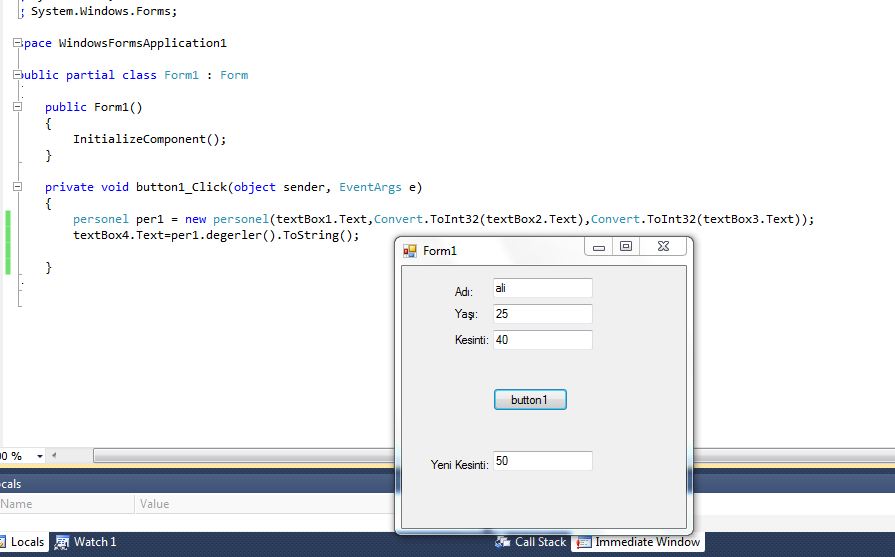 ; System.Windows.Forms;
pace WindowsFormsApplication1
public partial class Form1 : Form
public Form1()
{
InitializeComponent();
}
private void button1_Click(object sender, EventArgs e)
{
personel per1 = new personel(textBox1.Text,Convert.ToInt32(textBox2.Text),Convert.ToInt32(textBox3.Text));
textBox4.Text=per1.degerler().ToString();
}
Form1
Adı: ali
Yaşı: 25
Kesinti: 40
button1
Yeni Kesinti: 50
00 %
ocals
Name Value
Locals Watch 1 Call Stack Immediate Window